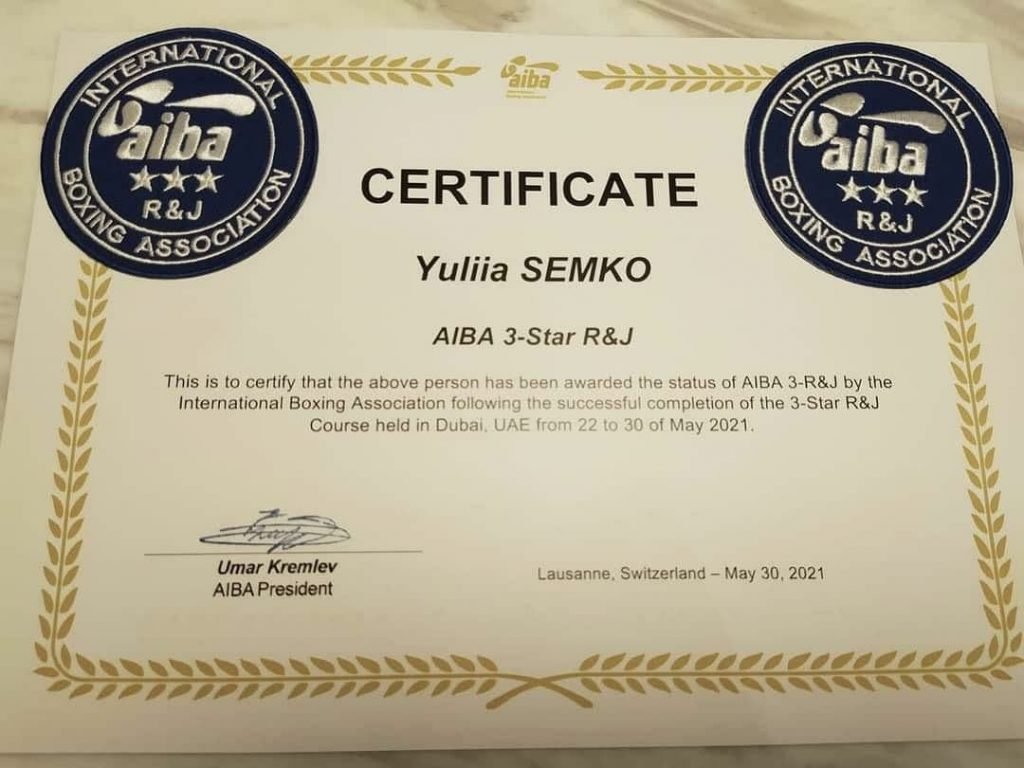 INTERNATIONAL
aiba
R&J
BOXING ASSOCIATION
aiba
INTERNATIONAL
aiba
R&J
BOXING ASSOCIATION
CERTIFICATE
Yuliia SEMKO
AIBA 3-Star R&J
This is to certify that the above person has been awarded the status of AIBA 3-R&J by the
International Boxing Association following the successful completion of the 3-Star R&J
Course held in Dubai, UAE from 22 to 30 of May 2021.
Umar Kremlev
AIBA President
Lausanne, Switzerland – May 30, 2021